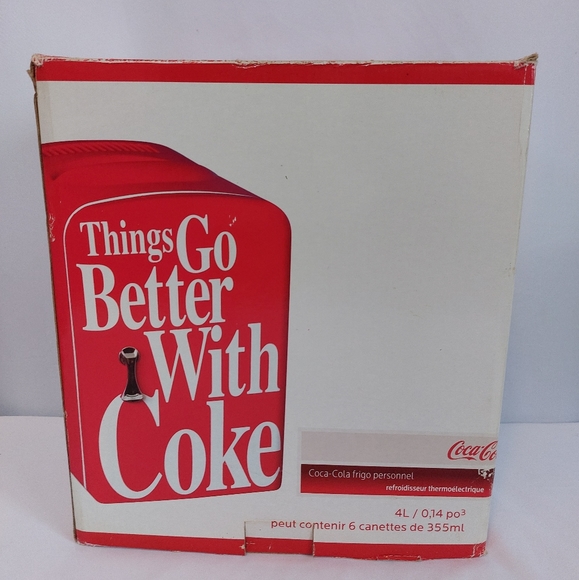 Things Go
Better
With
Coke
Coca-Co
Coca-Cola frigo personnel
refroidisseur thermoélectrique
4L / 0,14 po³
peut contenir 6 canettes de 355ml